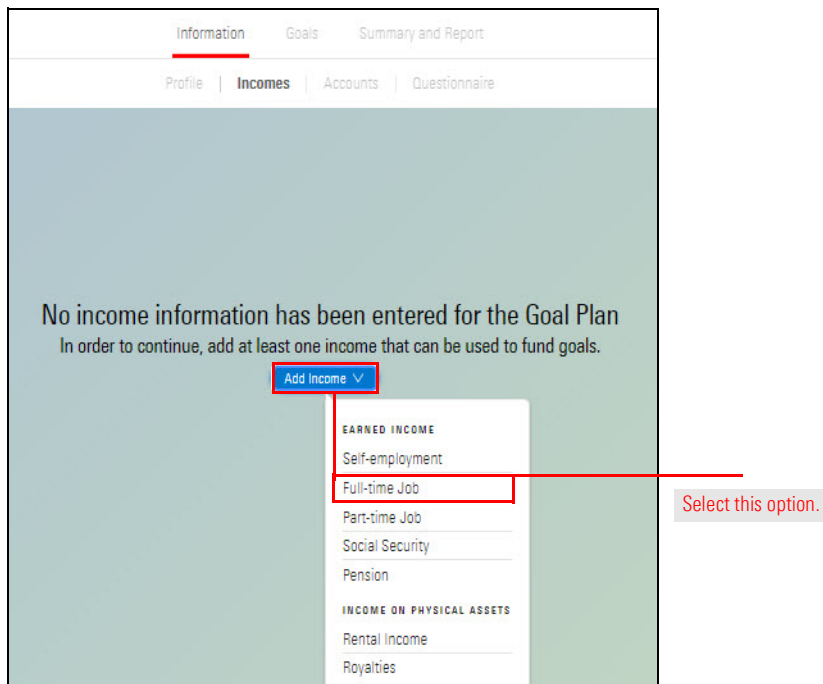 Information Goals Summary and Report
Profile | Incomes | Accounts | Questionnaire
No income information has been entered for the Goal Plan
In order to continue, add at least one income that can be used to fund goals.
Add Income
EARNED INCOME
Self-employment
Full-time Job
Select this option.
Part-time Job
Social Security
Pension
INCOME ON PHYSICAL ASSETS
Rental Income
Royalties